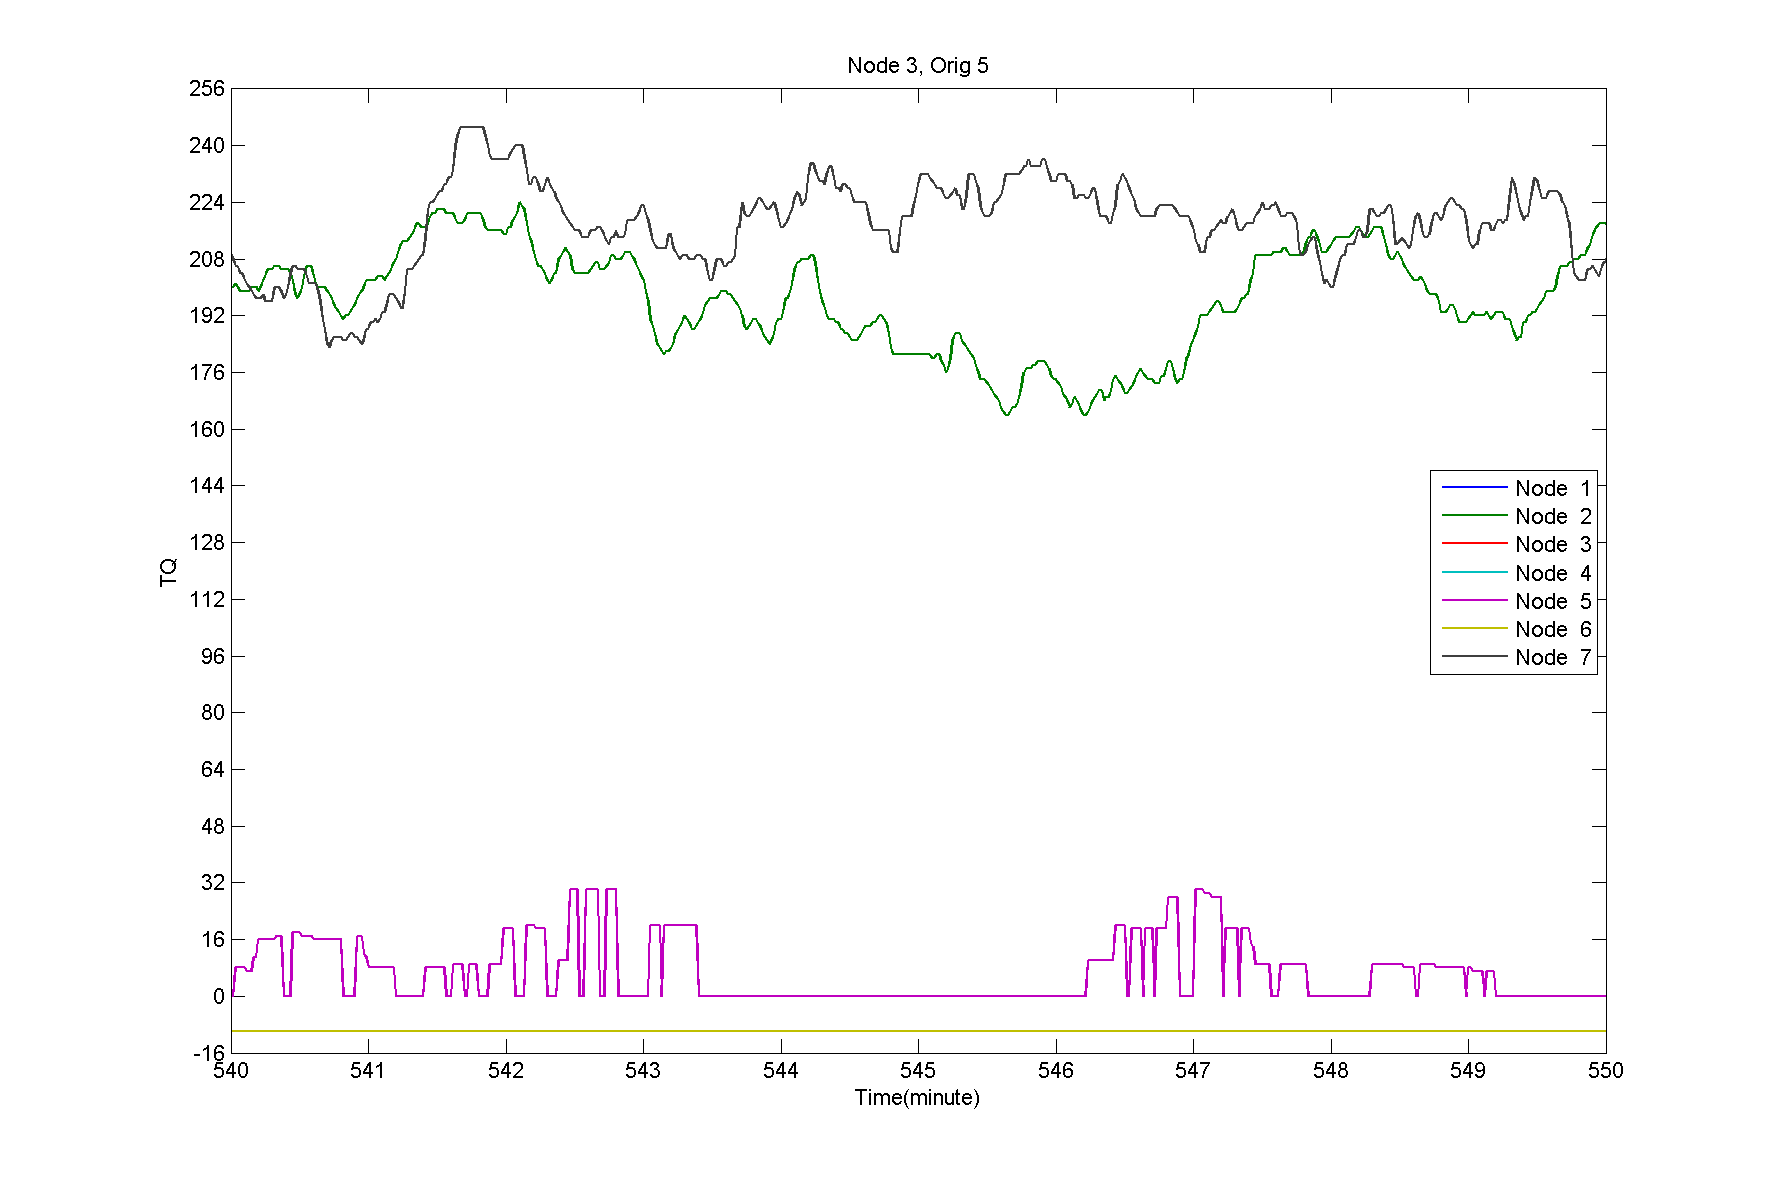 Node 3, Orig 5
256
240
224
208
192
176
160
144
128
112
96
80
64
48
32
16
0
-16
TQ
Node 1
Node 2
Node 3
Node 4
Node 5
Node 6
Node 7
540 541 542 543 544 545 546 547 548 549 550
Time(minute)